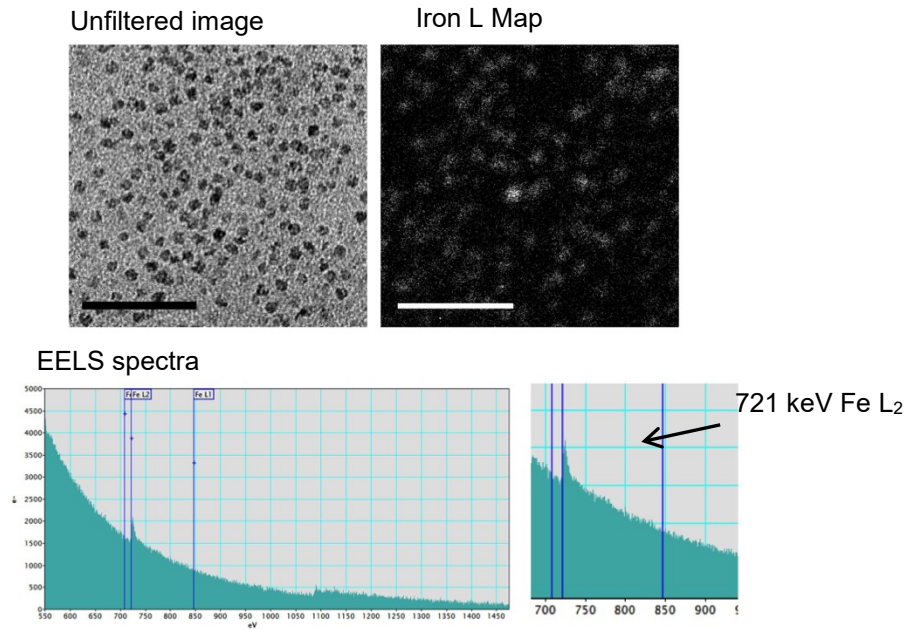 Unfiltered image
Iron L Map
EELS spectra
5000
4500
4000
3500
3000
2500
2000
1500
1000
500
0
e-
Fe L2
Fe L1
550 600 650 700 750 800 850 900 950 1000 1050 1100 1150 1200 1250 1300 1350 1400 1450
eV
721 keV Fe L₂
700 750 800 850 900 9